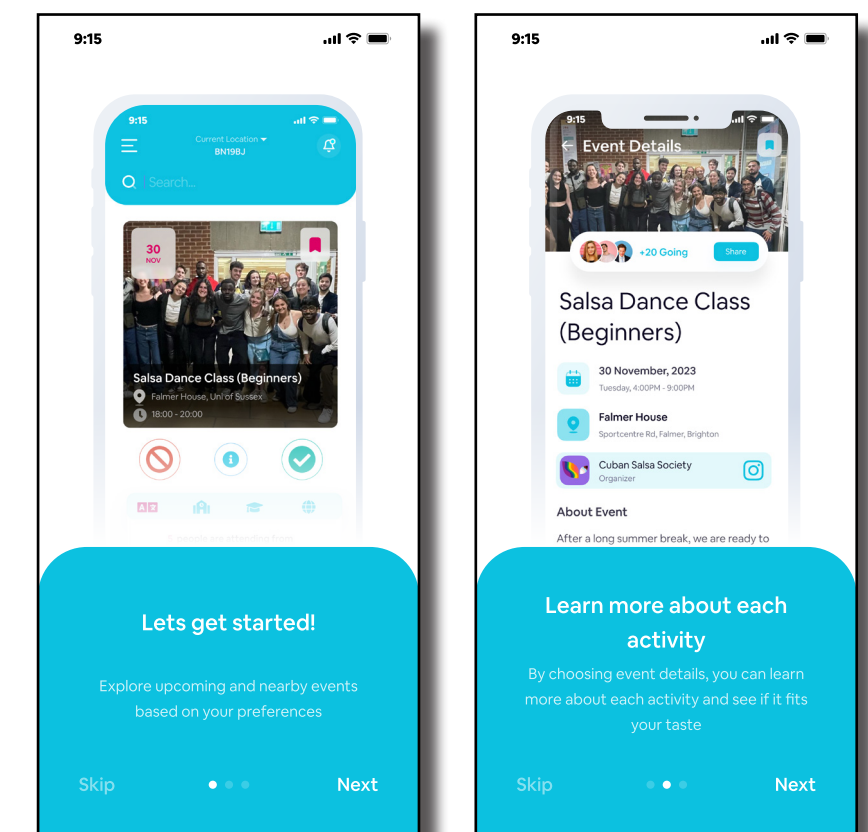 9:15
9:15
Current Location
BN19BJ
Search...
30
NOV
Salsa Dance Class (Beginners)
Falmer House, Uni of Sussex
18:00 - 20:00
Lets get started!
Explore upcoming and nearby events
based on your preferences
Skip
Next
9:15
9:15
Event Details
+20 Going
Share
Salsa Dance Class
(Beginners)
30 November, 2023
Tuesday, 4:00PM - 9:00PM
Falmer House
Sportcentre Rd, Falmer, Brighton
Cuban Salsa Society
Organizer
About Event
After a long summer break, we are ready to
Learn more about each
activity
By choosing event details, you can learn
more about each activity and see if it fits
your taste
Skip
Next